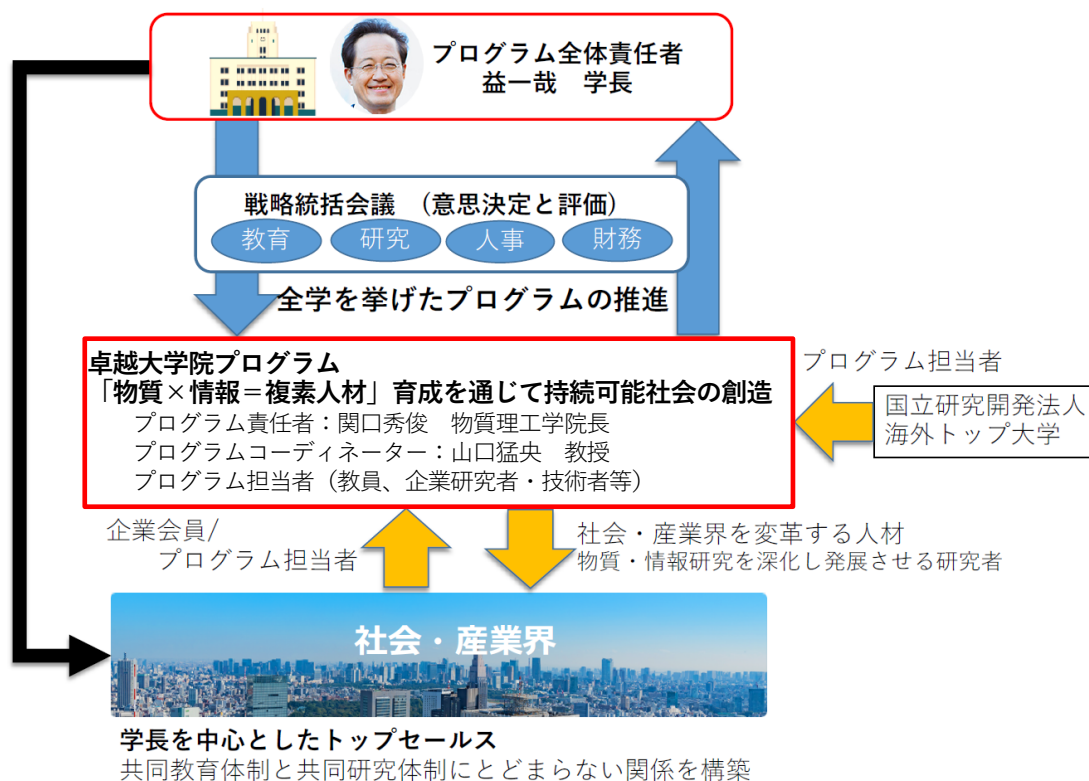 プログラム全体責任者
益一哉　学長
戦略統括会議　(意思決定と評価)
教育
研究
人事
財務
全学を挙げたプログラムの推進
卓越大学院プログラム
「物質×情報＝複素人材」育成を通じて持続可能社会の創造
プログラム責任者：関口秀俊　物質理工学院長
プログラムコーディネーター：山口猛央　教授
プログラム担当者（教員、企業研究者・技術者等）
プログラム担当者
国立研究開発法人
海外トップ大学
企業会員/
プログラム担当者
社会・産業界を変革する人材
物質・情報研究を深化し発展させる研究者
社会・産業界
学長を中心としたトップセールス
共同教育体制と共同研究体制にとどまらない関係を構築